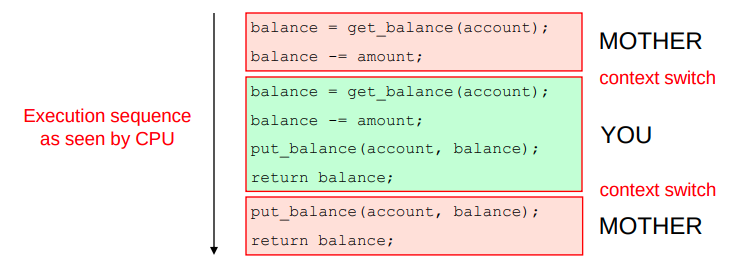 balance = get_balance(account);
balance -= amount;
MOTHER
context switch
balance = get_balance(account);
balance -= amount;
put_balance(account, balance);
return balance;
Execution sequence
as seen by CPU
YOU
context switch
put_balance(account, balance);
return balance;
MOTHER